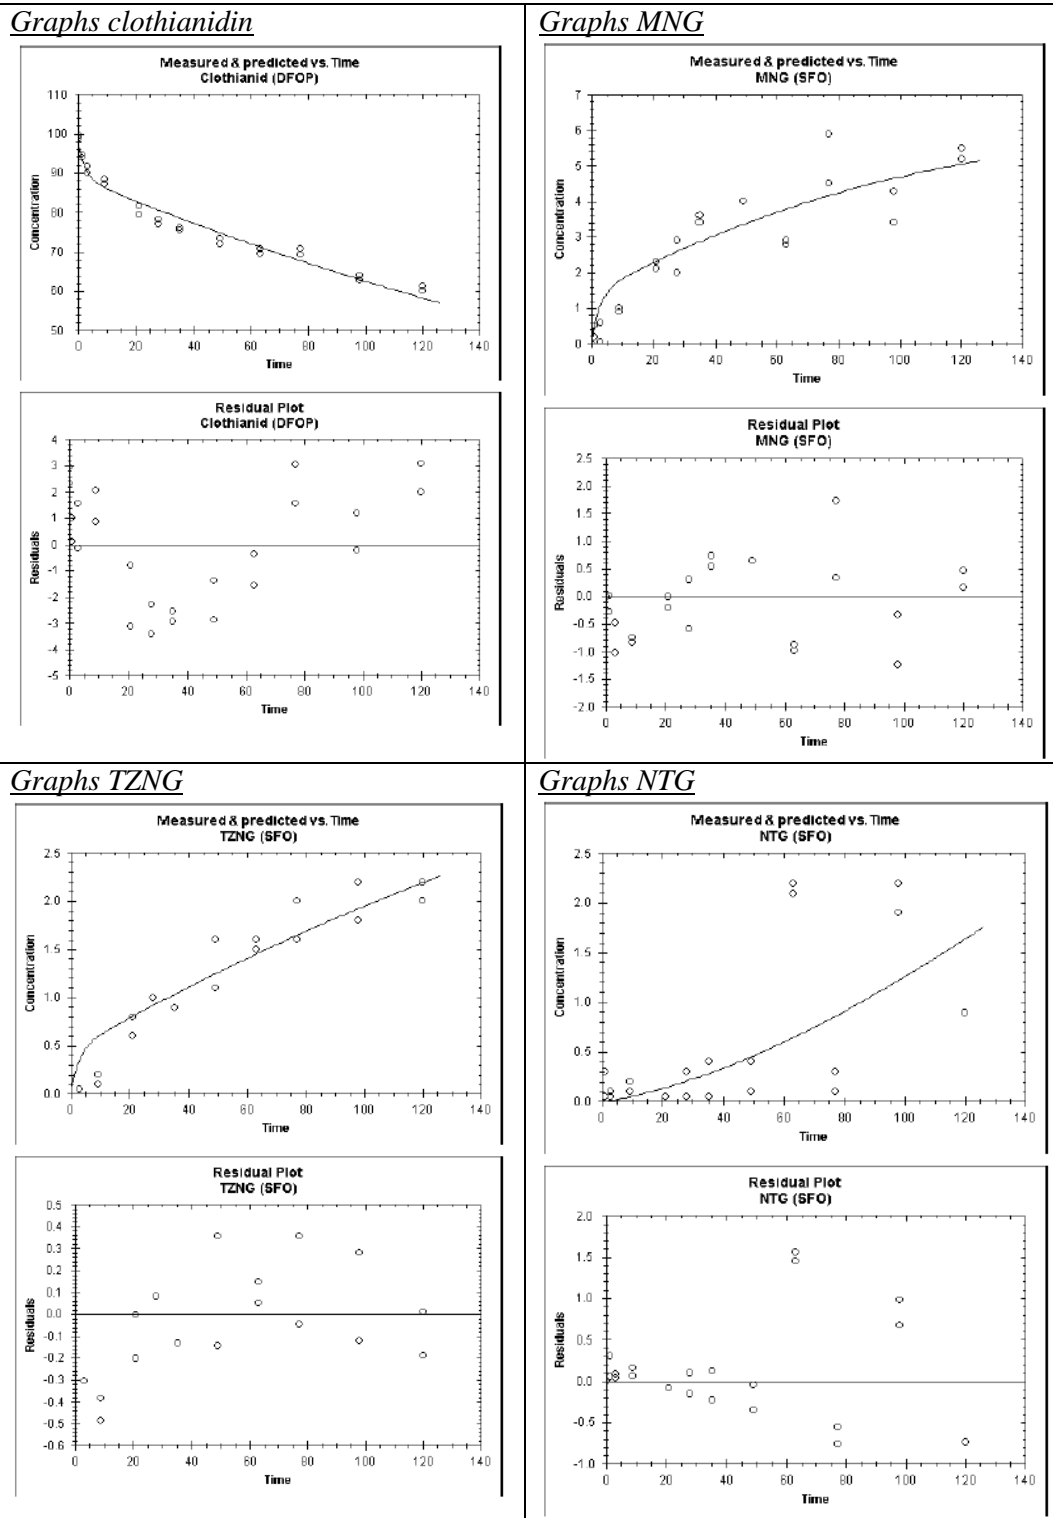 Graphs clothianidin
Measured & predicted vs. Time
Clothianid (DFOP)
110
100
90
80
70
60
50
Concentration
0 20 40 60 80 100 120 140
Time
Residual Plot
Clothianid (DFOP)
4
3
2
1
0
-1
-2
-3
-4
-5
Residuals
0 20 40 60 80 100 120 140
Time
Graphs MNG
Measured & predicted vs. Time
MNG (SFO)
7
6
5
4
3
2
1
0
Concentration
0 20 40 60 80 100 120 140
Time
Residual Plot
MNG (SFO)
2.5
2.0
1.5
1.0
0.5
0.0
-0.5
-1.0
-1.5
-2.0
Residuals
0 20 40 60 80 100 120 140
Time
Graphs TZNG
Measured & predicted vs. Time
TZNG (SFO)
2.5
2.0
1.5
1.0
0.5
0.0
Concentration
0 20 40 60 80 100 120 140
Time
Residual Plot
TZNG (SFO)
0.5
0.4
0.3
0.2
0.1
0.0
-0.1
-0.2
-0.3
-0.4
-0.5
-0.6
Residuals
0 20 40 60 80 100 120 140
Time
Graphs NTG
Measured & predicted vs. Time
NTG (SFO)
2.5
2.0
1.5
1.0
0.5
0.0
Concentration
0 20 40 60 80 100 120 140
Time
Residual Plot
NTG (SFO)
2.0
1.5
1.0
0.5
0.0
-0.5
-1.0
Residuals
0 20 40 60 80 100 120 140
Time